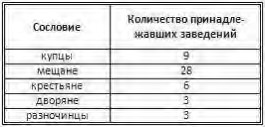 Сословие
Количество принадле-
жавших заведений
купцы 9
мещане 28
крестьяне 6
дворяне 3
разночинцы 3